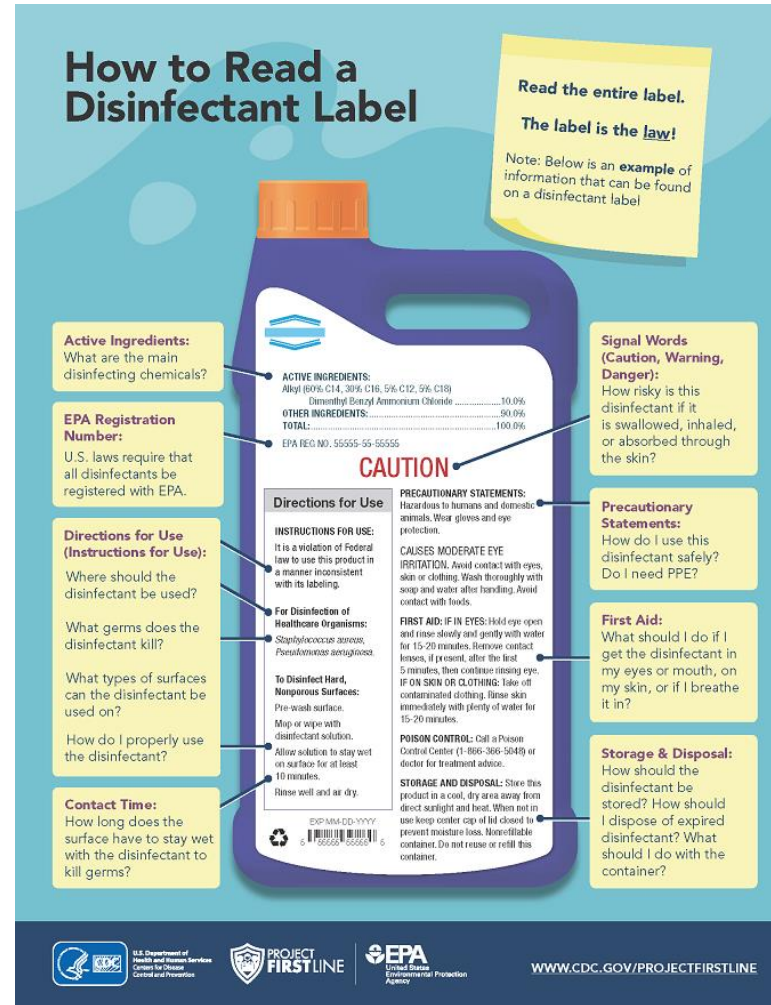 How to Read a
Disinfectant Label
Read the entire label.
The label is the law!
Note: Below is an example of
information that can be found
on a disinfectant label
Active Ingredients:
What are the main
disinfecting chemicals?
EPA Registration
Number:
U.S. laws require that
all disinfectants be
registered with EPA.
Directions for Use
(Instructions for Use):
Where should the
disinfectant be used?
What germs does the
disinfectant kill?
What types of surfaces
can the disinfectant be
used on?
How do I properly use
the disinfectant?
Contact Time:
How long does the
surface have to stay wet
with the disinfectant to
kill germs?
ACTIVE INGREDIENTS:
Alkyl (60% C14, 30% C16, 5% C12, 5% C18)
Dimenthyl Benzyl Ammonium Chloride ..................10.0%
OTHER INGREDIENTS:....................................90.0%
TOTAL:.......................................................100.0%
EPA REG NO. 55555-55-55555
CAUTION
Directions for Use
INSTRUCTIONS FOR USE:
It is a violation of Federal
law to use this product in
a manner inconsistent
with its labeling.
For Disinfection of
Healthcare Organisms:
Staphylococcus aureus,
Pseudomonas aeruginosa.
To Disinfect Hard,
Nonporous Surfaces:
Pre-wash surface.
Mop or wipe with
disinfectant solution.
Allow solution to stay wet
on surface for at least
10 minutes.
Rinse well and air dry.
EXP MM-DD-YYYY
5 55555 55555 5
PRECAUTIONARY STATEMENTS:
Hazardous to humans and domestic
animals. Wear gloves and eye
protection.
CAUSES MODERATE EYE
IRRITATION. Avoid contact with eyes,
skin or clothing. Wash thoroughly with
soap and water after handling. Avoid
contact with foods.
FIRST AID: IF IN EYES: Hold eye open
and rinse slowly and gently with water
for 15-20 minutes. Remove contact
lenses, if present, after the first
5 minutes, then continue rinsing eye.
IF ON SKIN OR CLOTHING: Take off
contaminated clothing. Rinse skin
immediately with plenty of water for
15-20 minutes.
POISON CONTROL: Call a Poison
Control Center (1-866-366-5048) or
doctor for treatment advice.
STORAGE AND DISPOSAL: Store this
product in a cool, dry area away from
direct sunlight and heat. When not in
use keep center cap of lid closed to
prevent moisture loss. Nonrefillable
container. Do not reuse or refill this
container.
Signal Words
(Caution, Warning,
Danger):
How risky is this
disinfectant if it
is swallowed, inhaled,
or absorbed through
the skin?
Precautionary
Statements:
How do I use this
disinfectant safely?
Do I need PPE?
First Aid:
What should I do if I
get the disinfectant in
my eyes or mouth, on
my skin, or if I breathe
it in?
Storage & Disposal:
How should the
disinfectant be
stored? How should
I dispose of expired
disinfectant? What
should I do with the
container?
CDC
U.S. Department of
Health and Human Services
Centers for Disease
Control and Prevention
PROJECT
FIRSTLINE
EPA
United States
Environmental Protection
Agency
WWW.CDC.GOV/PROJECTFIRSTLINE